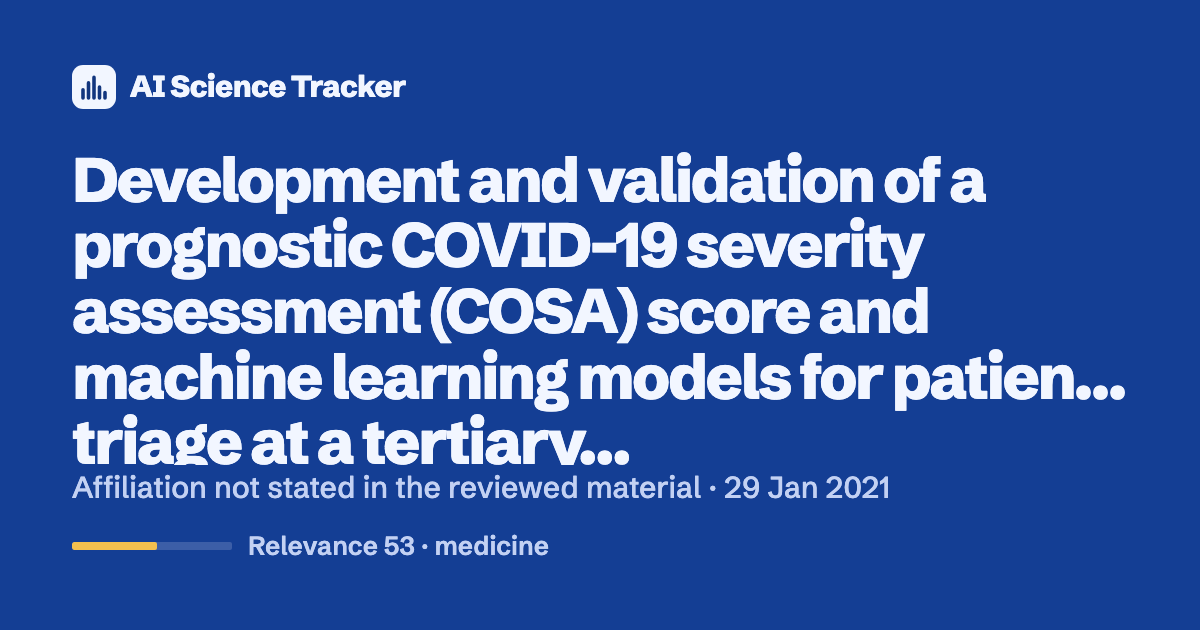 AI Science Tracker
Development and validation of a
prognostic COVID-19 severity
assessment (COSA) score and
machine learning models for patien...
triage at a tertiary...
Affiliation not stated in the reviewed material · 29 Jan 2021
Relevance 53 · medicine